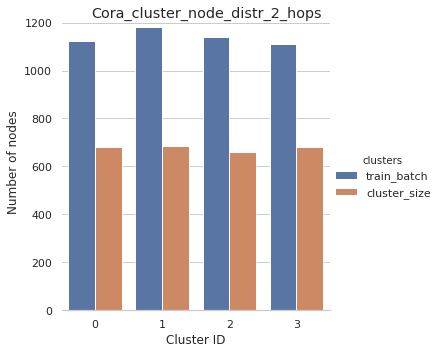 Cora_cluster_node_distr_2_hops
Number of nodes
1200
1000
800
600
400
200
0
0 1 2 3
Cluster ID
clusters
train_batch
cluster_size